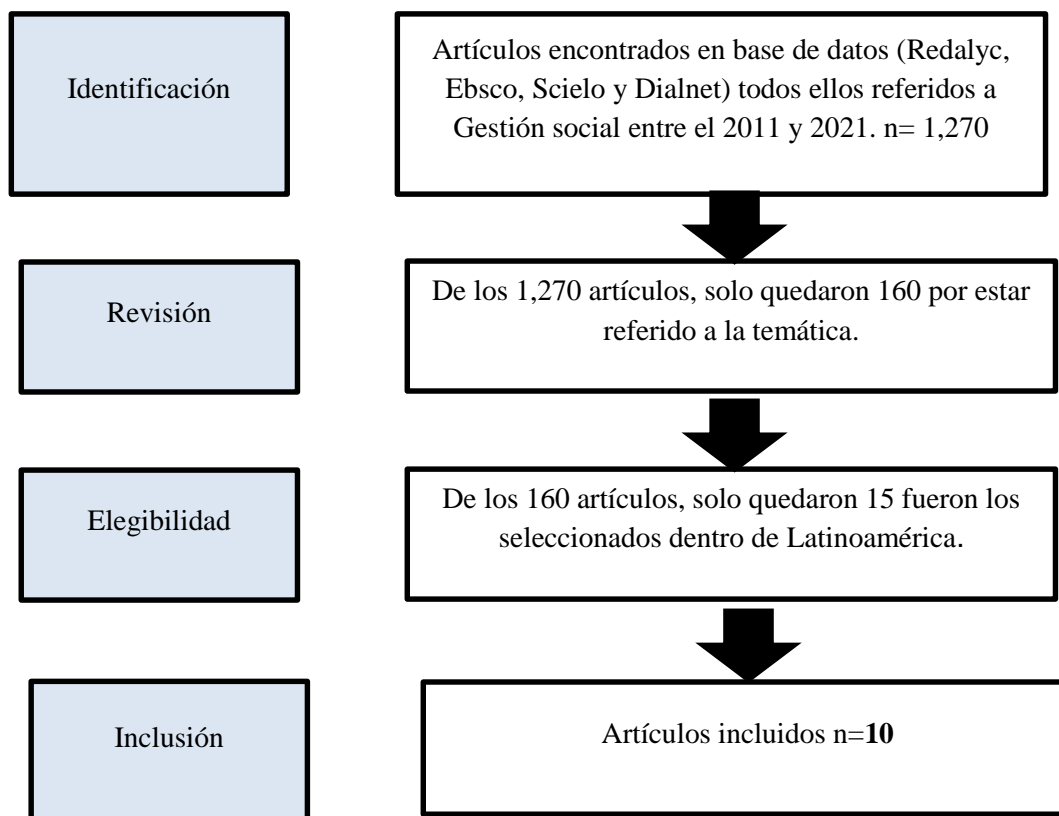 Identificación
Artículos encontrados en base de datos (Redalyc,
Ebsco, Scielo y Dialnet) todos ellos referidos a
Gestión social entre el 2011 y 2021. n= 1,270
Revisión
De los 1,270 artículos, solo quedaron 160 por estar
referido a la temática.
Elegibilidad
De los 160 artículos, solo quedaron 15 fueron los
seleccionados dentro de Latinoamérica.
Inclusión
Artículos incluidos n=10